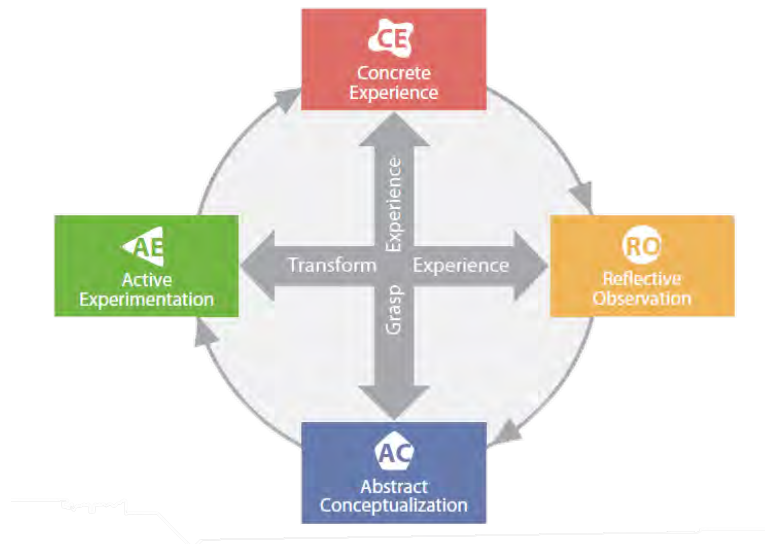 CE
Concrete
Experience
AE
Active
Experimentation
Transform Experience
Grasp Experience
RO
Reflective
Observation
AC
Abstract
Conceptualization